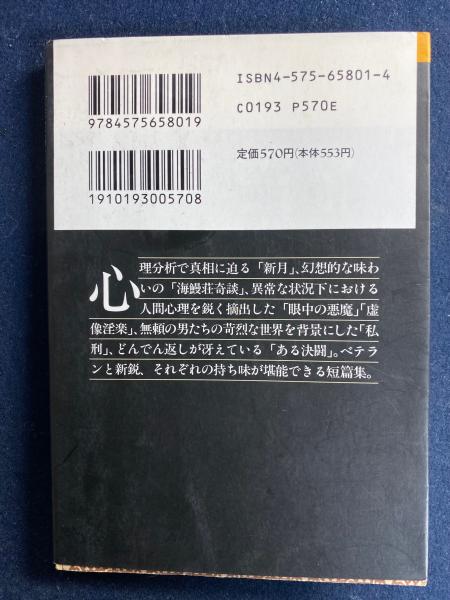 ISBN4-575-65801-4
C0193 P570E
9784575658019
定価570円(本体553円)
1910193005708
心理分析で真相に迫る「新月」、幻想的な味わ
いの「海鰻荘奇談」、異常な状況下における
人間心理を鋭く摘出した「眼中の悪魔」「虚
像淫楽」、無頼の男たちの苛烈な世界を背景にした「私
刑」、どんでん返しが冴えている「ある決闘」。ベテラ
ンと新鋭、それぞれの持ち味が堪能できる短篇集。